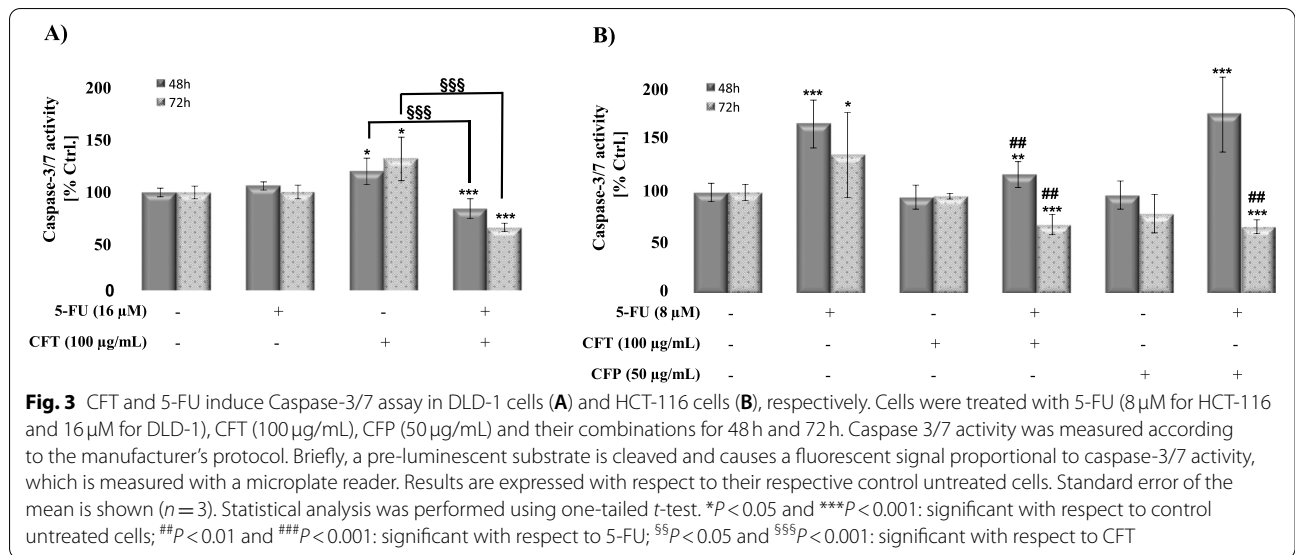 A)
Caspase-3/7 activity
[% Ctrl.]
200
150
100
50
0
48h
72h
§§§
§§§
*
*
***
***
5-FU (16 µM) - + - +
CFT (100 µg/mL) - - + +
B)
Caspase-3/7 activity
[% Ctrl.]
200
150
100
50
0
48h
72h
***
*
##
**
##
***
***
##
***
5-FU (8 µM) - + - + - +
CFT (100 µg/mL) - - + + - -
CFP (50 µg/mL) - - - - + +
Fig. 3 CFT and 5-FU induce Caspase-3/7 assay in DLD-1 cells (A) and HCT-116 cells (B), respectively. Cells were treated with 5-FU (8 µM for HCT-116
and 16 µM for DLD-1), CFT (100 µg/mL), CFP (50 µg/mL) and their combinations for 48 h and 72 h. Caspase 3/7 activity was measured according
to the manufacturer's protocol. Briefly, a pre-luminescent substrate is cleaved and causes a fluorescent signal proportional to caspase-3/7 activity,
which is measured with a microplate reader. Results are expressed with respect to their respective control untreated cells. Standard error of the
mean is shown (n = 3). Statistical analysis was performed using one-tailed t-test. *P < 0.05 and ***P < 0.001: significant with respect to control
untreated cells; ##P < 0.01 and ###P < 0.001: significant with respect to 5-FU; §§P < 0.05 and §§§P < 0.001: significant with respect to CFT